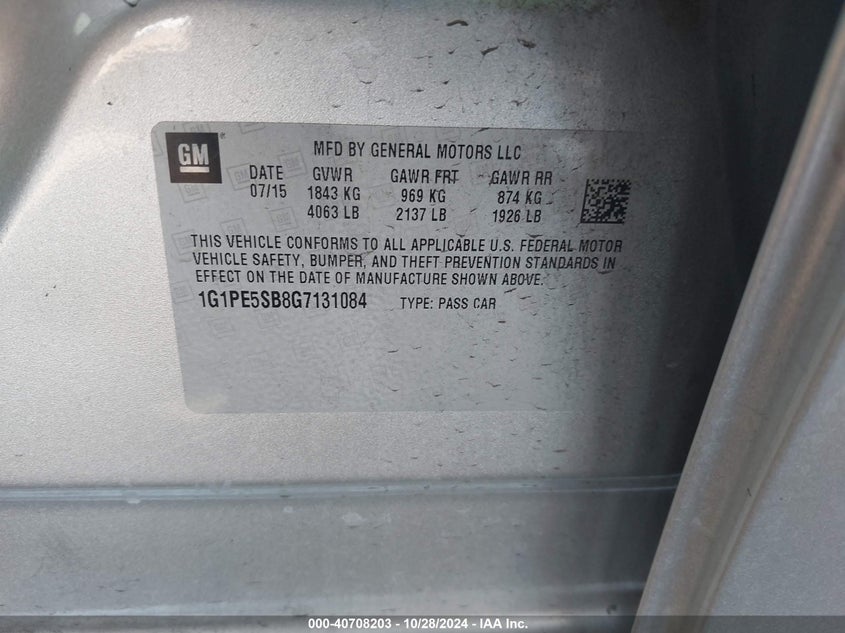 GM ®
MFD BY GENERAL MOTORS LLC
DATE GVWR GAWR FRT GAWR RR
07/15 1843 KG 969 KG 874 KG
4063 LB 2137 LB 1926 LB
THIS VEHICLE CONFORMS TO ALL APPLICABLE U.S. FEDERAL MOTOR
VEHICLE SAFETY, BUMPER, AND THEFT PREVENTION STANDARDS IN
EFFECT ON THE DATE OF MANUFACTURE SHOWN ABOVE.
1G1PE5SB8G7131084 TYPE: PASS CAR
000-40708203 - 10/28/2024 - IAA Inc.